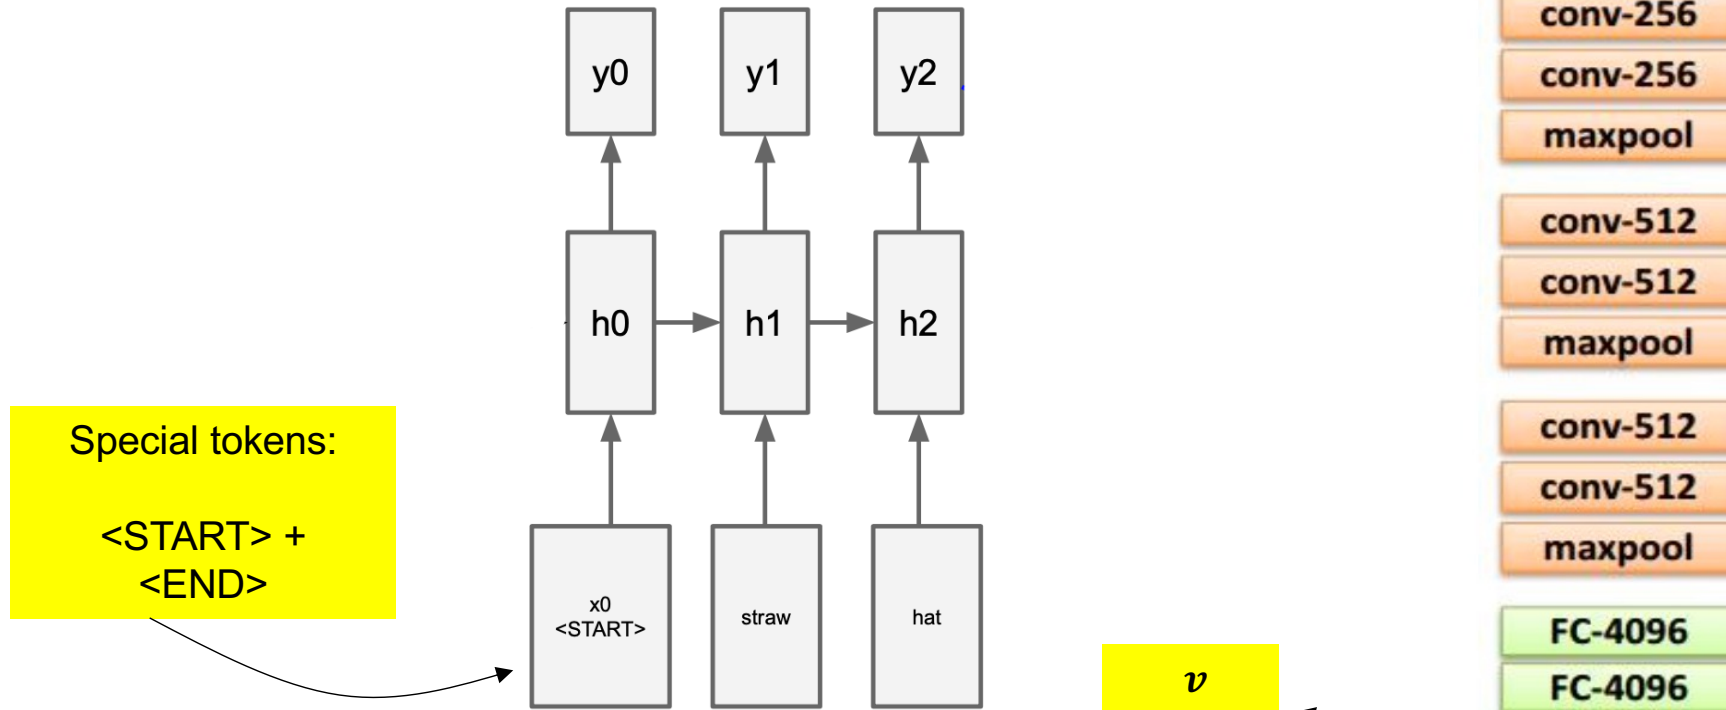 y0
y1
y2
h0
h1
h2
Special tokens:
<START> +
<END>
x0
<START>
straw
hat
v
conv-256
conv-256
maxpool
conv-512
conv-512
maxpool
conv-512
conv-512
maxpool
FC-4096
FC-4096